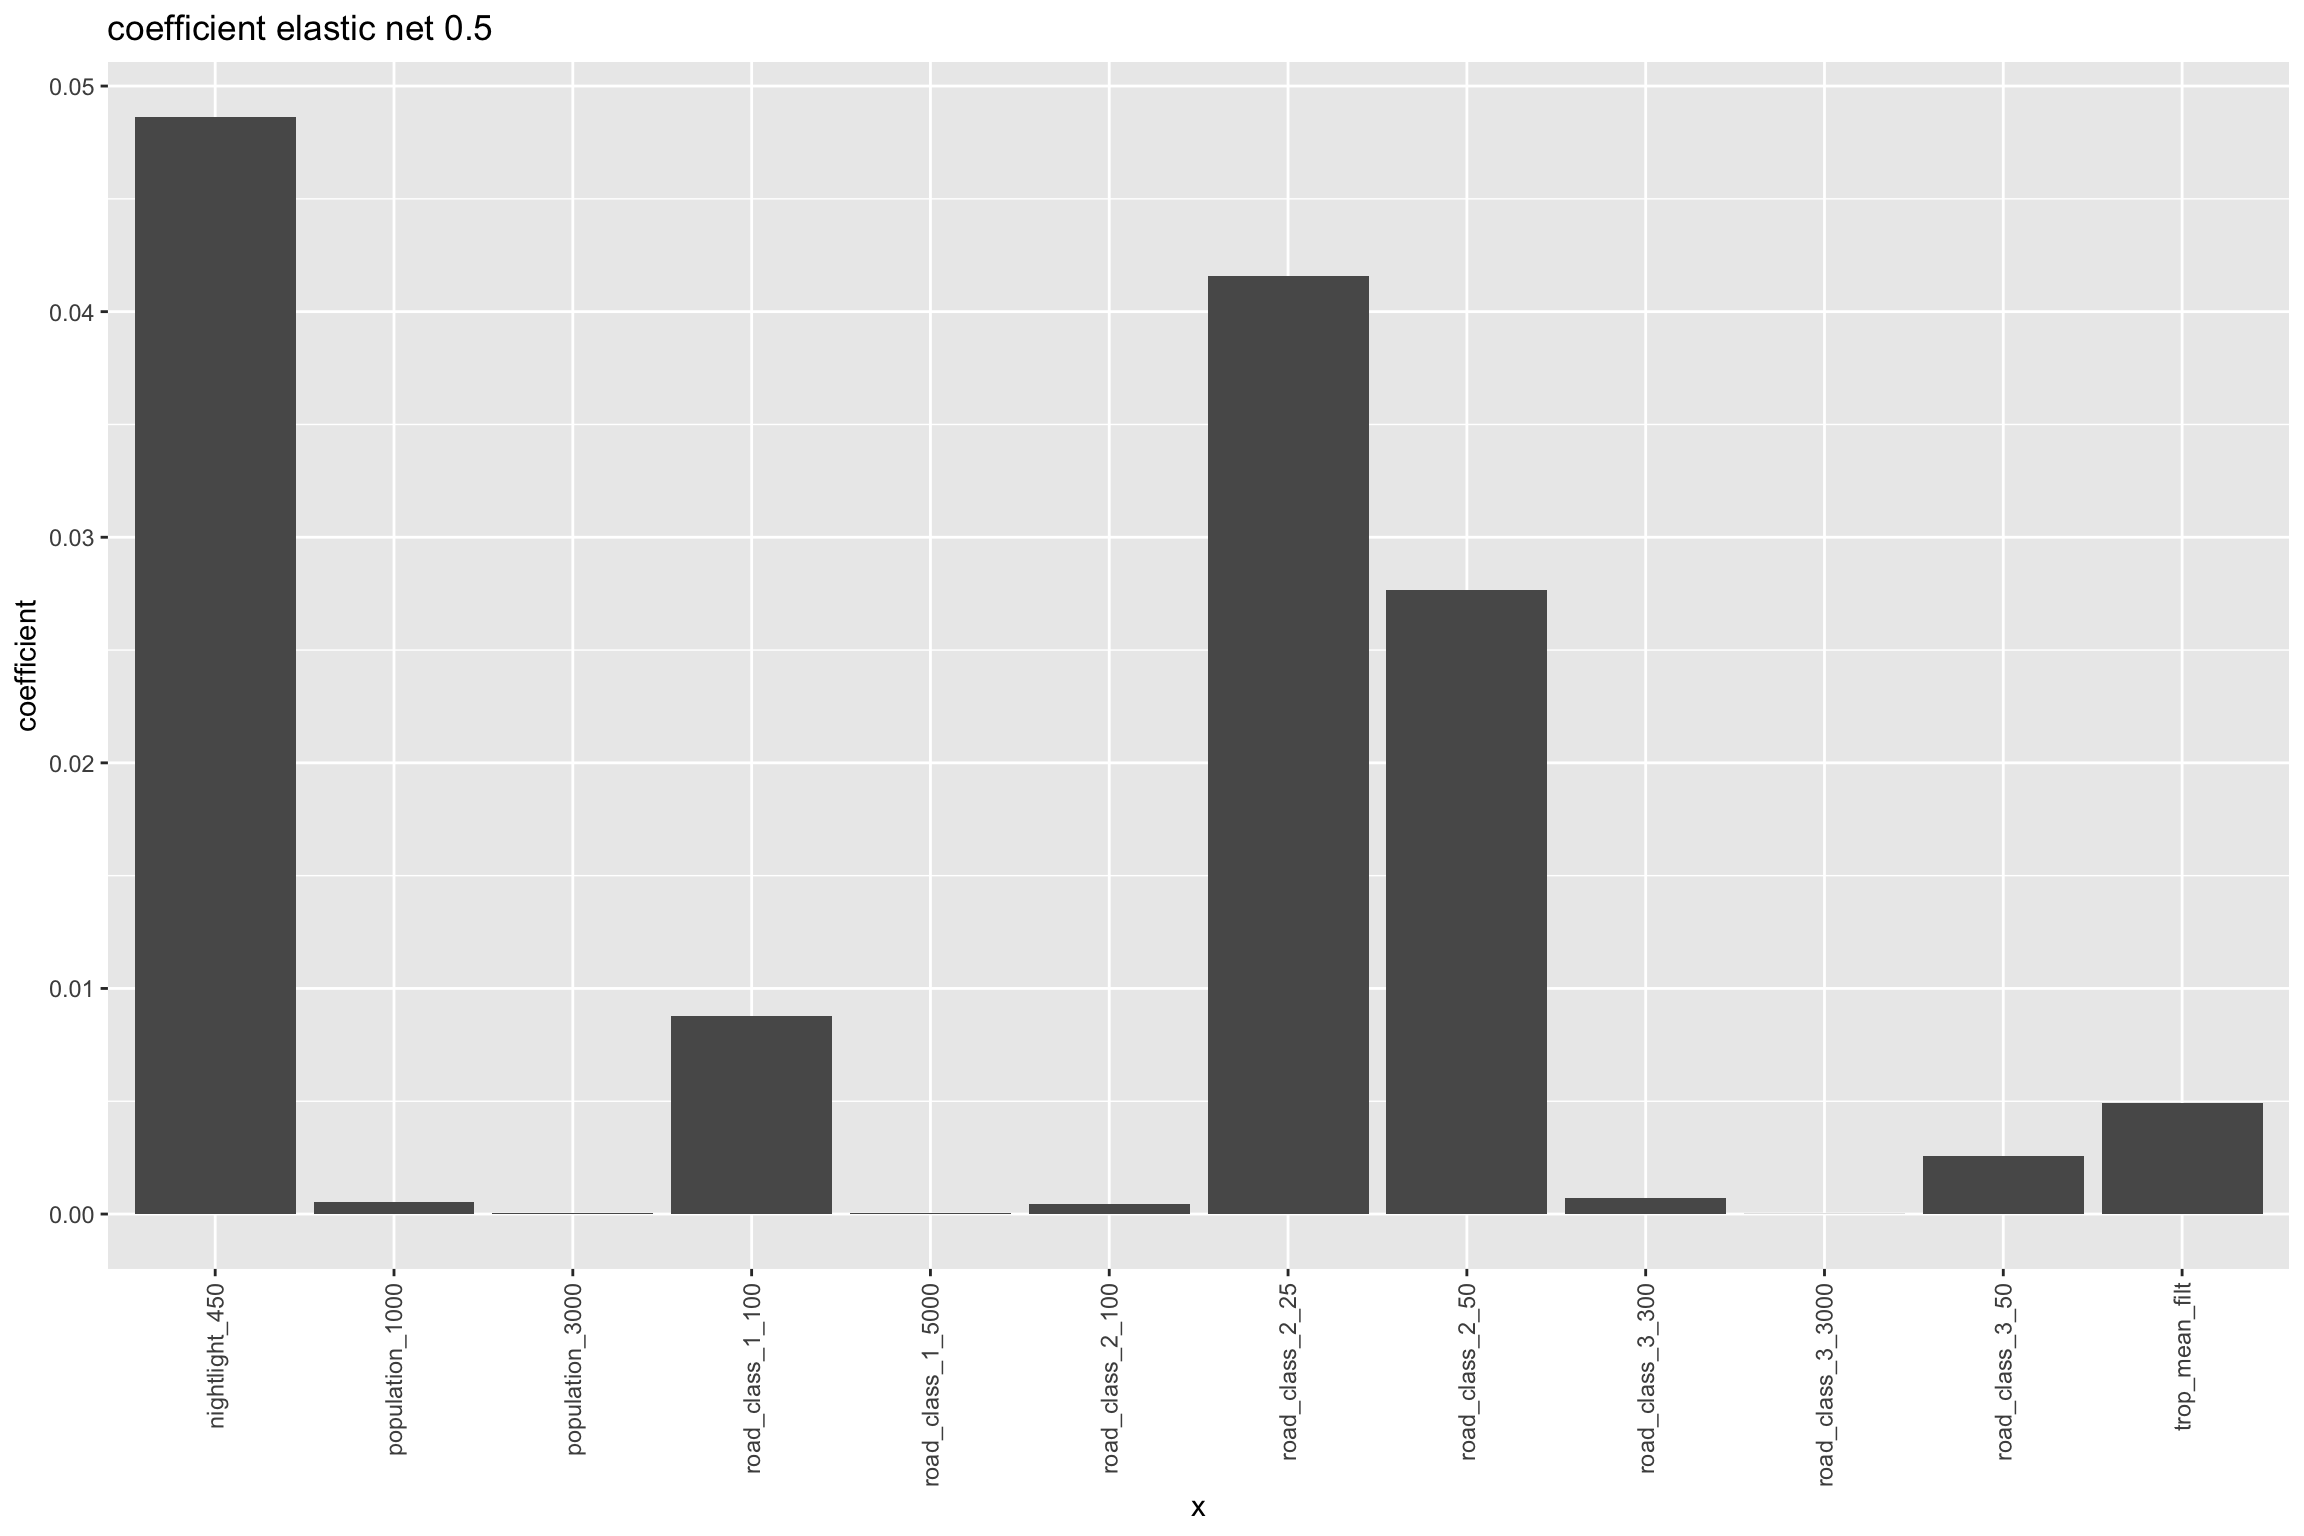 coefficient elastic net 0.5
0.05
0.04
0.03
0.02
0.01
0.00
coefficient
nightlight_450
population_1000
population_3000
road_class_1_100
road_class_1_5000
road_class_2_100
road_class_2_25
road_class_2_50
road_class_3_300
road_class_3_3000
road_class_3_50
trop_mean_filt
x